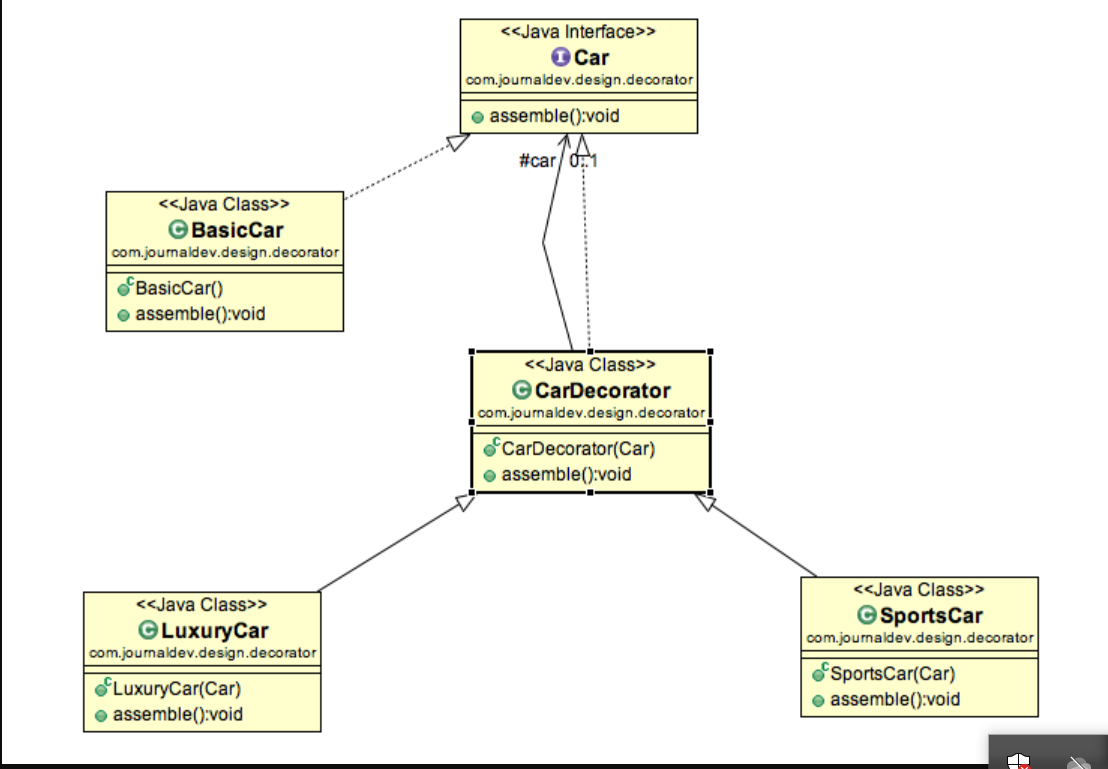 <<Java Interface>>
I Car
com.journaldev.design.decorator
assemble():void
#car 0..1
<<Java Class>>
C BasicCar
com.journaldev.design.decorator
c BasicCar()
assemble():void
<<Java Class>>
C CarDecorator
com.journaldev.design.decorator
c CarDecorator(Car)
assemble():void
<<Java Class>>
C LuxuryCar
com.journaldev.design.decorator
c LuxuryCar(Car)
assemble():void
<<Java Class>>
C SportsCar
com.journaldev.design.decorator
c SportsCar(Car)
assemble():void